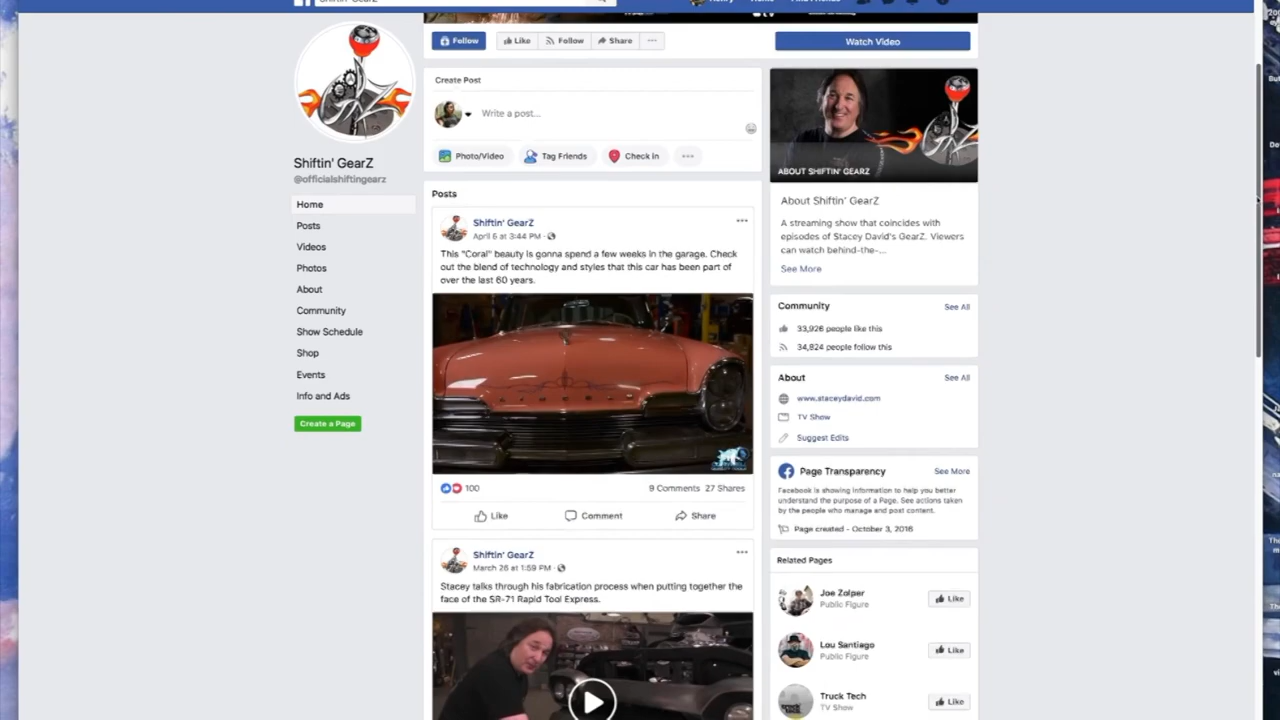 Shiftin' GearZ
Henry
Home
Find Friends
Follow
Like
Follow
Share
Watch Video
Shiftin' GearZ
@officialshiftingearz
Home
Posts
Videos
Photos
About
Community
Show Schedule
Shop
Events
Info and Ads
Create a Page
Create Post
Write a post...
Photo/Video
Tag Friends
Check in
Posts
Shiftin' GearZ
April 6 at 3:44 PM
This "Coral" beauty is gonna spend a few weeks in the garage. Check
out the blend of technology and styles that this car has been part of
over the last 60 years.
100
9 Comments 27 Shares
Like
Comment
Share
Shiftin' GearZ
March 26 at 1:59 PM
Stacey talks through his fabrication process when putting together the
face of the SR-71 Rapid Tool Express.
ABOUT SHIFTIN' GEARZ
About Shiftin' GearZ
A streaming show that coincides with
episodes of Stacey David's GearZ. Viewers
can watch behind-the-...
See More
Community
See All
33,926 people like this
34,824 people follow this
About
See All
www.staceydavid.com
TV Show
Suggest Edits
Page Transparency
See More
Facebook is showing information to help you better
understand the purpose of a Page. See actions taken
by the people who manage and post content.
Page created - October 3, 2016
Related Pages
Joe Zolper
Public Figure
Like
Lou Santiago
Public Figure
Like
Truck Tech
TV Show
Like